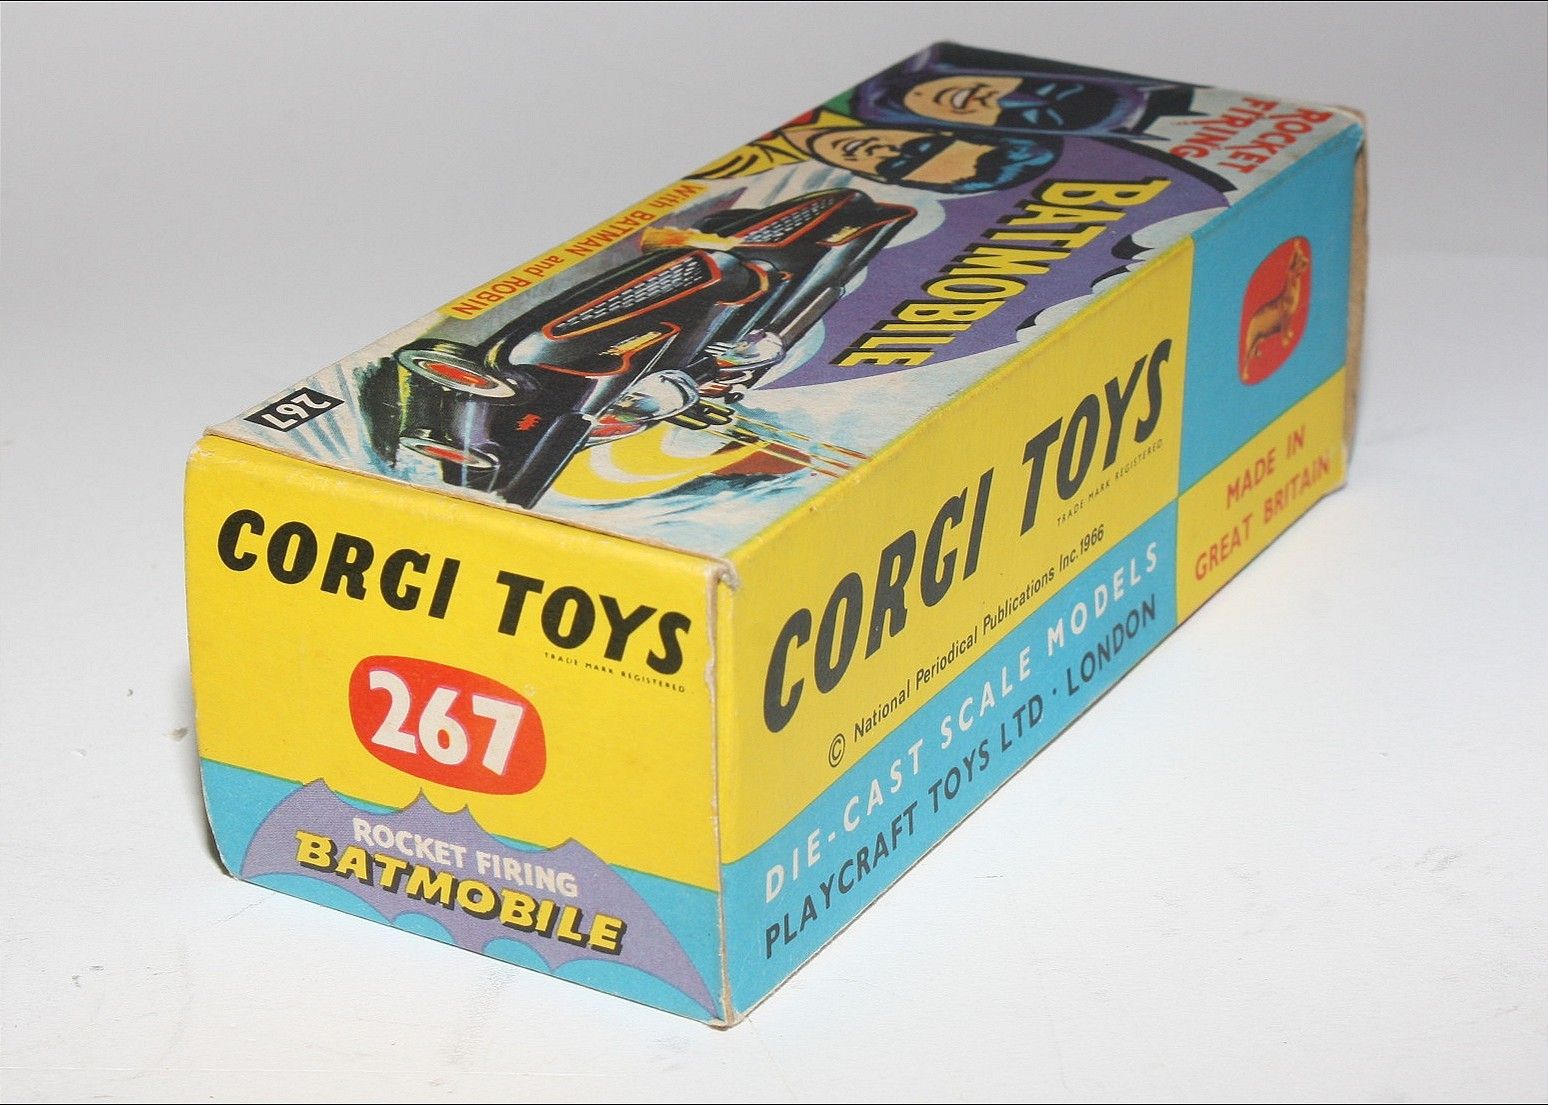 ROCKET
FIRING
BATMOBILE
With BATMAN and ROBIN
267
CORGI TOYS
TRADE MARK REGISTERED
267
ROCKET FIRING
BATMOBILE
CORGI TOYS
TRADE MARK REGISTERED
© National Periodical Publications Inc. 1966
DIE-CAST SCALE MODELS
PLAYCRAFT TOYS LTD · LONDON
MADE IN
GREAT BRITAIN